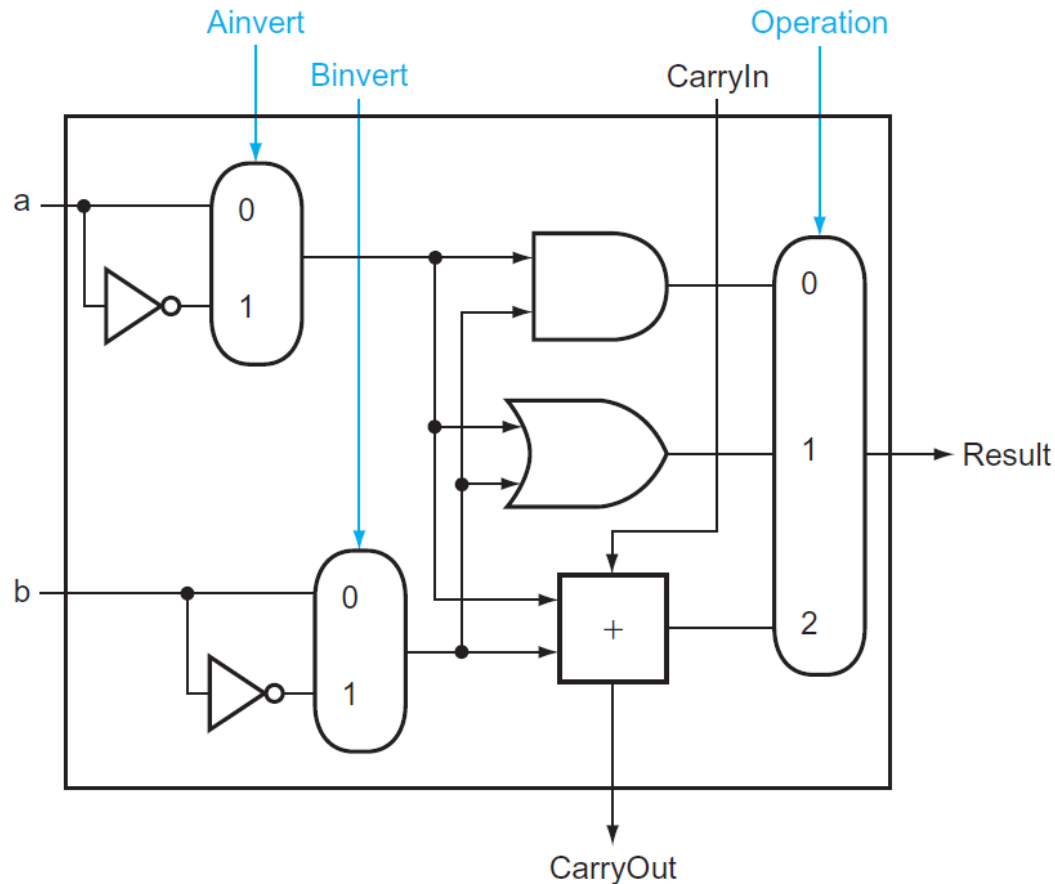 Ainvert
Operation
Binvert
CarryIn
a
0
0
1
1
Result
b
0
+
2
1
CarryOut